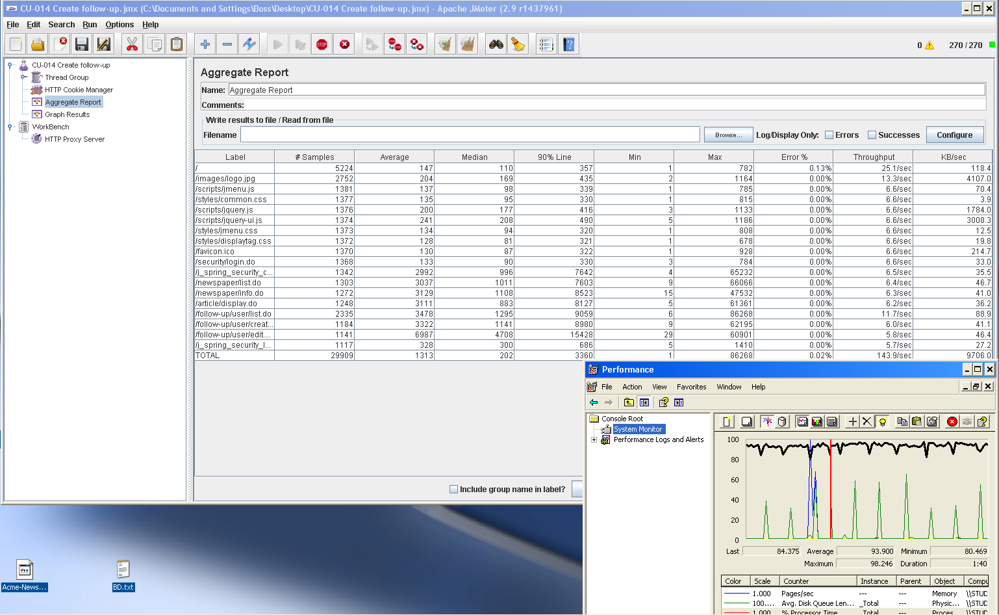 CU-014 Create follow-up.jmx (C:\Documents and Settings\Boss\Desktop\CU-014 Create follow-up.jmx) - Apache JMeter (2.9 r1437961)
File Edit Search Run Options Help
0 270 / 270
CU-014 Create follow-up
Thread Group
HTTP Cookie Manager
Aggregate Report
Graph Results
WorkBench
HTTP Proxy Server
Aggregate Report
Name: Aggregate Report
Comments:
Write results to file / Read from file
Filename Browse... Log/Display Only: Errors Successes Configure
Label # Samples Average Median 90% Line Min Max Error % Throughput KB/sec
/ 5224 147 110 357 1 782 0.13% 25.1/sec 118.4
/images/logo.jpg 2752 204 169 435 2 1164 0.00% 13.3/sec 4107.0
/scripts/jmenu.js 1381 137 98 339 1 785 0.00% 6.6/sec 70.4
/styles/common.css 1377 135 95 330 1 815 0.00% 6.6/sec 3.9
/scripts/jquery.js 1376 200 177 416 3 1133 0.00% 6.6/sec 1784.0
/scripts/jquery-ui.js 1374 241 208 490 5 1186 0.00% 6.6/sec 3008.3
/styles/jmenu.css 1373 134 94 320 1 808 0.00% 6.6/sec 12.5
/styles/displaytag.css 1372 128 81 321 1 678 0.00% 6.6/sec 19.8
/favicon.ico 1370 130 87 322 1 928 0.00% 6.6/sec 214.7
/security/login.do 1368 133 90 330 3 784 0.00% 6.6/sec 33.0
/j_spring_security_c... 1342 2992 996 7642 4 65232 0.00% 6.5/sec 35.5
/newspaper/list.do 1303 3037 1011 7603 9 66066 0.00% 6.4/sec 46.7
/newspaper/info.do 1272 3129 1108 8523 15 47532 0.00% 6.3/sec 41.0
/article/display.do 1248 3111 883 8127 5 61361 0.00% 6.2/sec 36.2
/follow-up/user/list.do 2335 3478 1295 9059 6 86268 0.00% 11.7/sec 88.9
/follow-up/user/creat... 1184 3322 1141 8980 9 62195 0.00% 6.0/sec 41.1
/follow-up/user/edit.... 1141 6987 4708 15428 29 60901 0.00% 5.8/sec 46.4
/j_spring_security_l... 1117 328 300 686 5 1410 0.00% 5.7/sec 27.2
TOTAL 29909 1313 202 3360 1 86268 0.02% 143.9/sec 9706.0
Include group name in label?
Performance
File Action View Favorites Window Help
Console Root
System Monitor
Performance Logs and Alerts
100
80
60
40
20
0
Last 84.375 Average 93.900 Minimum 80.469
Maximum 98.246 Duration 1:40
Color Scale Counter Instance Parent Object Compu
1.000 Pages/sec --- --- Memory \\STUD
100.... Avg. Disk Queue Len... _Total --- Physic... \\STUD
1.000 % Processor Time _Total --- Proces... \\STUD
Acme-News...
BD.txt